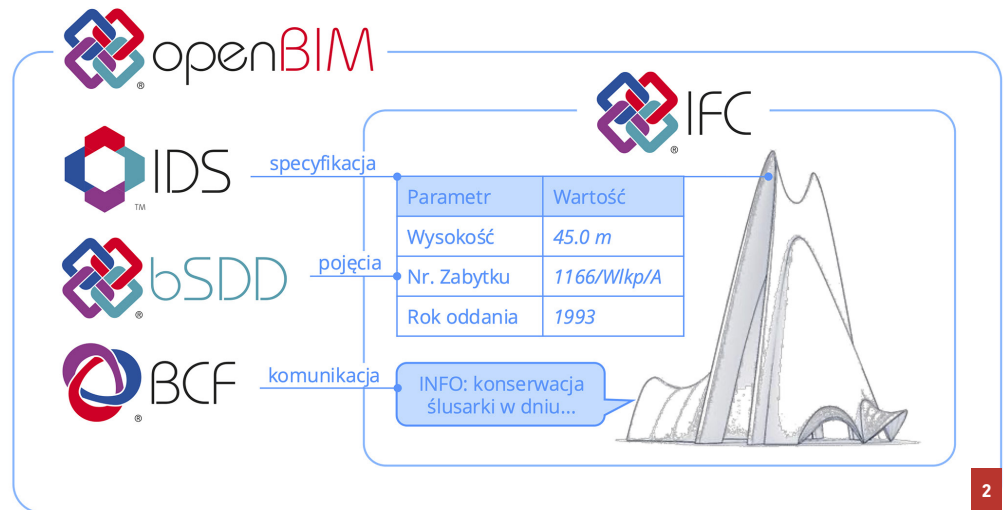 openBIM
®
IFC
®
IDS
TM
specyfikacja
Parametr Wartość
Wysokość 45.0 m
bSDD
®
pojęcia
Nr. Zabytku 1166/Wlkp/A
Rok oddania 1993
BCF
®
komunikacja
INFO: konserwacja
ślusarki w dniu...
2